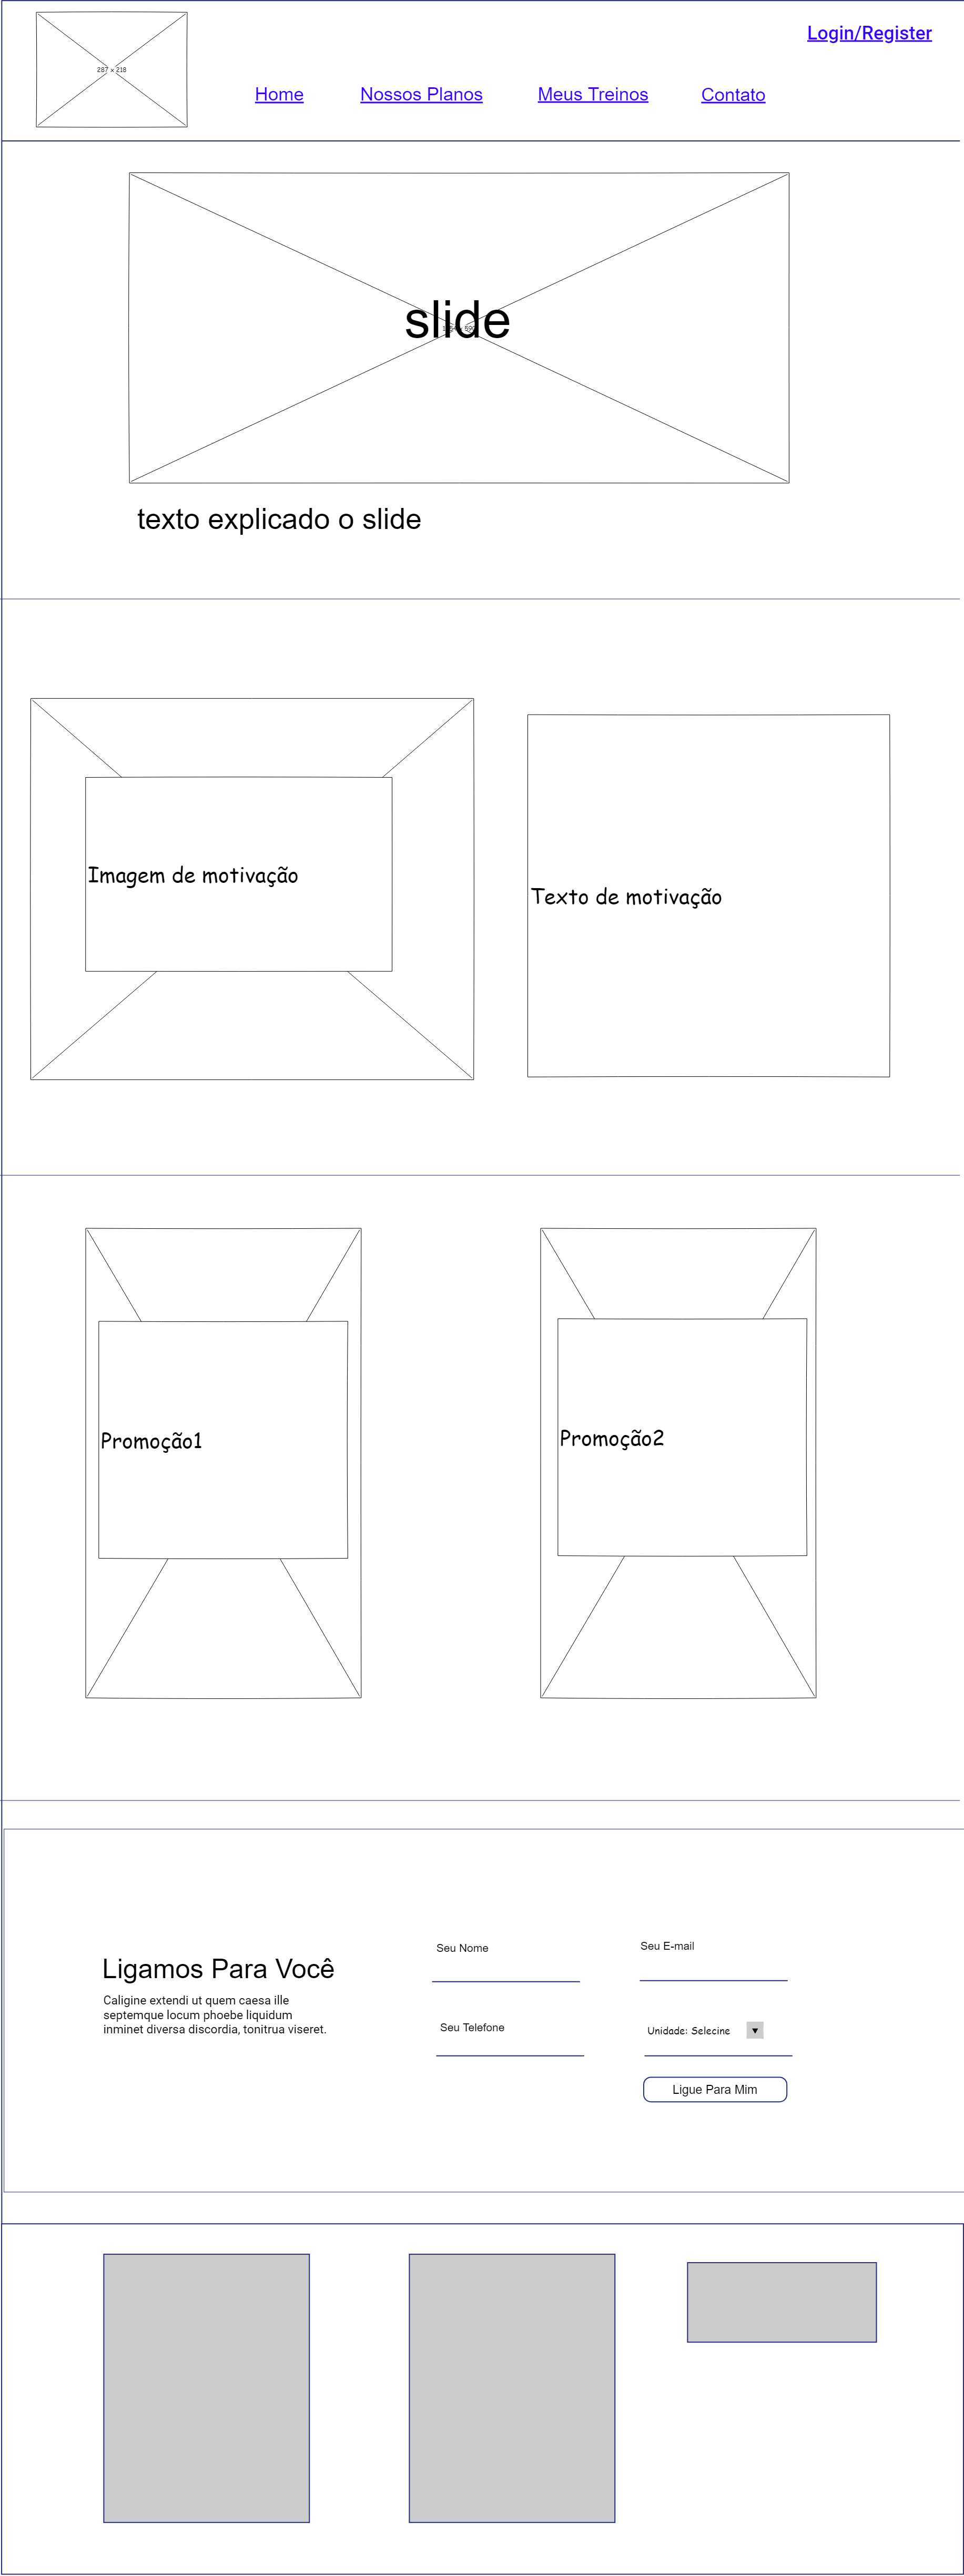 Login/Register
287 x 218
Home Nossos Planos Meus Treinos Contato
slide
texto explicado o slide
Imagem de motivação
Texto de motivação
Promoção1
Promoção2
Ligamos Para Você
Caligine extendi ut quem caesa ille
septemque locum phoebe liquidum
inminet diversa discordia, tonitrua viseret.
Seu Nome
Seu E-mail
Seu Telefone
Unidade: Selecine
Ligue Para Mim